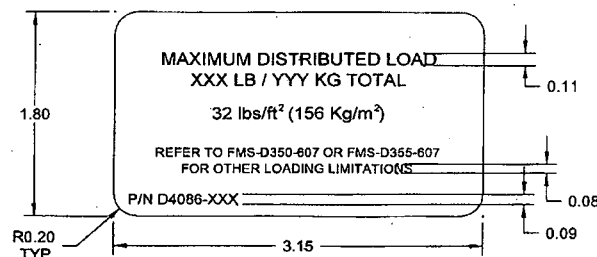 MAXIMUM DISTRIBUTED LOAD
XXX LB / YYY KG TOTAL
0.11
1.80
32 lbs/ft² (156 Kg/m²)
REFER TO FMS-D350-607 OR FMS-D355-607
FOR OTHER LOADING LIMITATIONS
P/N D4086-XXX
0.08
0.09
R0.20
TYP
3.15